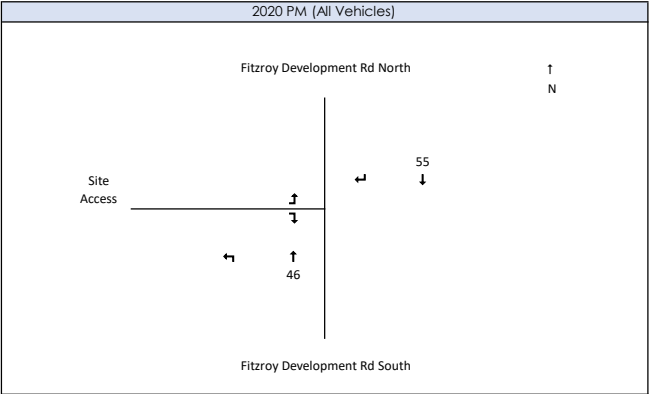 2020 PM (All Vehicles)
Fitzroy Development Rd North
N
55
Site
Access
46
Fitzroy Development Rd South